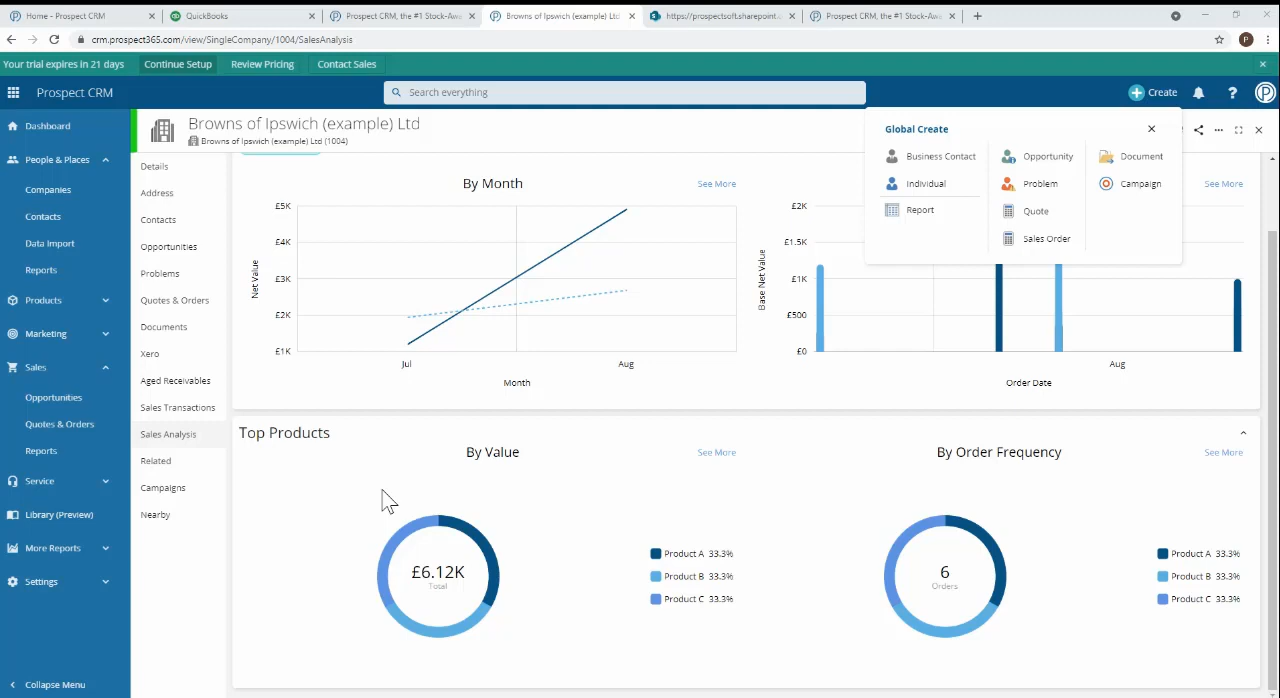 Home - Prospect CRM
QuickBooks
Prospect CRM, the #1 Stock-Awa
Browns of Ipswich (example) Ltd
https://prospectsoft.sharepoint.c
Prospect CRM, the #1 Stock-Awa
crm.prospect365.com/view/SingleCompany/1004/SalesAnalysis
P
Your trial expires in 21 days
Continue Setup
Review Pricing
Contact Sales
Prospect CRM
Search everything
Create
?
Dashboard
People & Places
Companies
Contacts
Data Import
Reports
Products
Marketing
Sales
Opportunities
Quotes & Orders
Reports
Service
Library (Preview)
More Reports
Settings
Collapse Menu
Browns of Ipswich (example) Ltd
Browns of Ipswich (example) Ltd (1004)
Details
Address
Contacts
Opportunities
Problems
Quotes & Orders
Documents
Xero
Aged Receivables
Sales Transactions
Sales Analysis
Related
Campaigns
Nearby
Global Create
Business Contact
Individual
Report
Opportunity
Problem
Quote
Sales Order
Document
Campaign
By Month
See More
£5K
£4K
£3K
£2K
£1K
Net Value
Jul
Aug
Month
See More
£2K
£1.5K
£1K
£500
£0
Base Net Value
Aug
Order Date
Top Products
By Value
See More
£6.12K
Total
Product A 33.3%
Product B 33.3%
Product C 33.3%
By Order Frequency
See More
6
Orders
Product A 33.3%
Product B 33.3%
Product C 33.3%